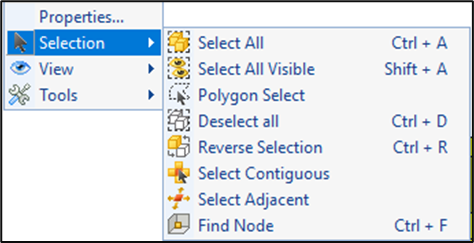 Properties...
Selection
View
Tools
Select All Ctrl + A
Select All Visible Shift + A
Polygon Select
Deselect all Ctrl + D
Reverse Selection Ctrl + R
Select Contiguous
Select Adjacent
Find Node Ctrl + F